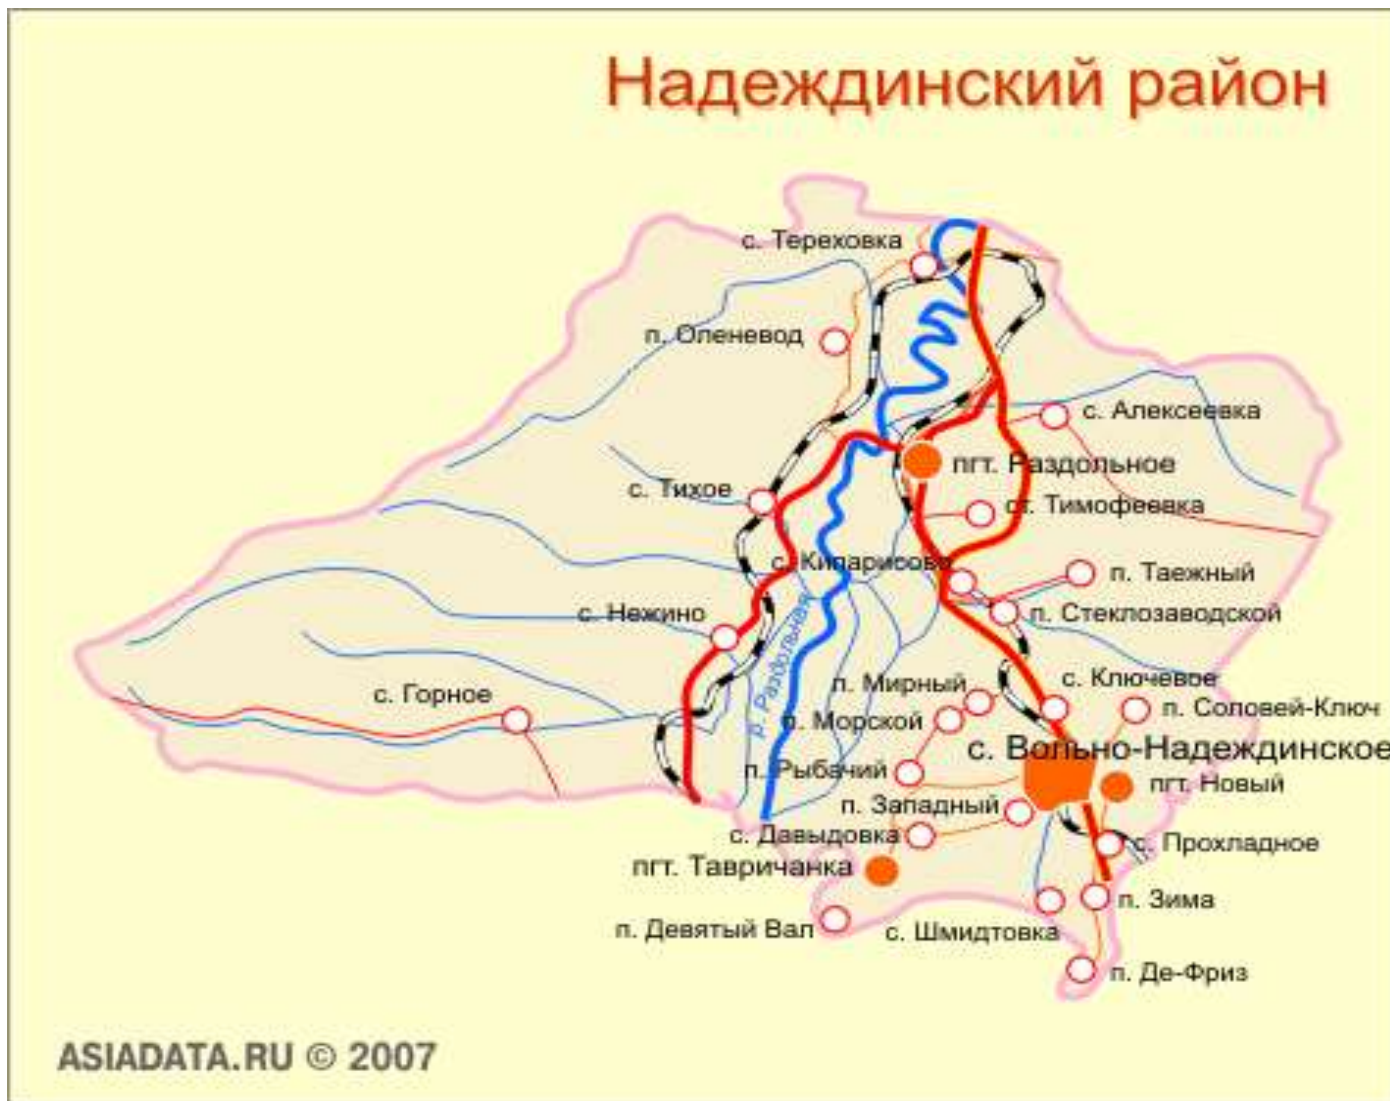 Надеждинский район
с. Тереховка
п. Оленевод
с. Алексеевка
пгт. Раздольное
с. Тихое
ст. Тимофеевка
с. Кипарисово
п. Таежный
с. Нежино
п. Стеклозаводской
р. Раздольная
с. Горное
п. Мирный
с. Ключевое
п. Морской
п. Соловей-Ключ
с. Вольно-Надеждинское
п. Рыбачий
пгт. Новый
п. Западный
с. Давыдовка
с. Прохладное
пгт. Тавричанка
п. Зима
п. Девятый Вал
с. Шмидтовка
п. Де-Фриз
ASIADATA.RU © 2007